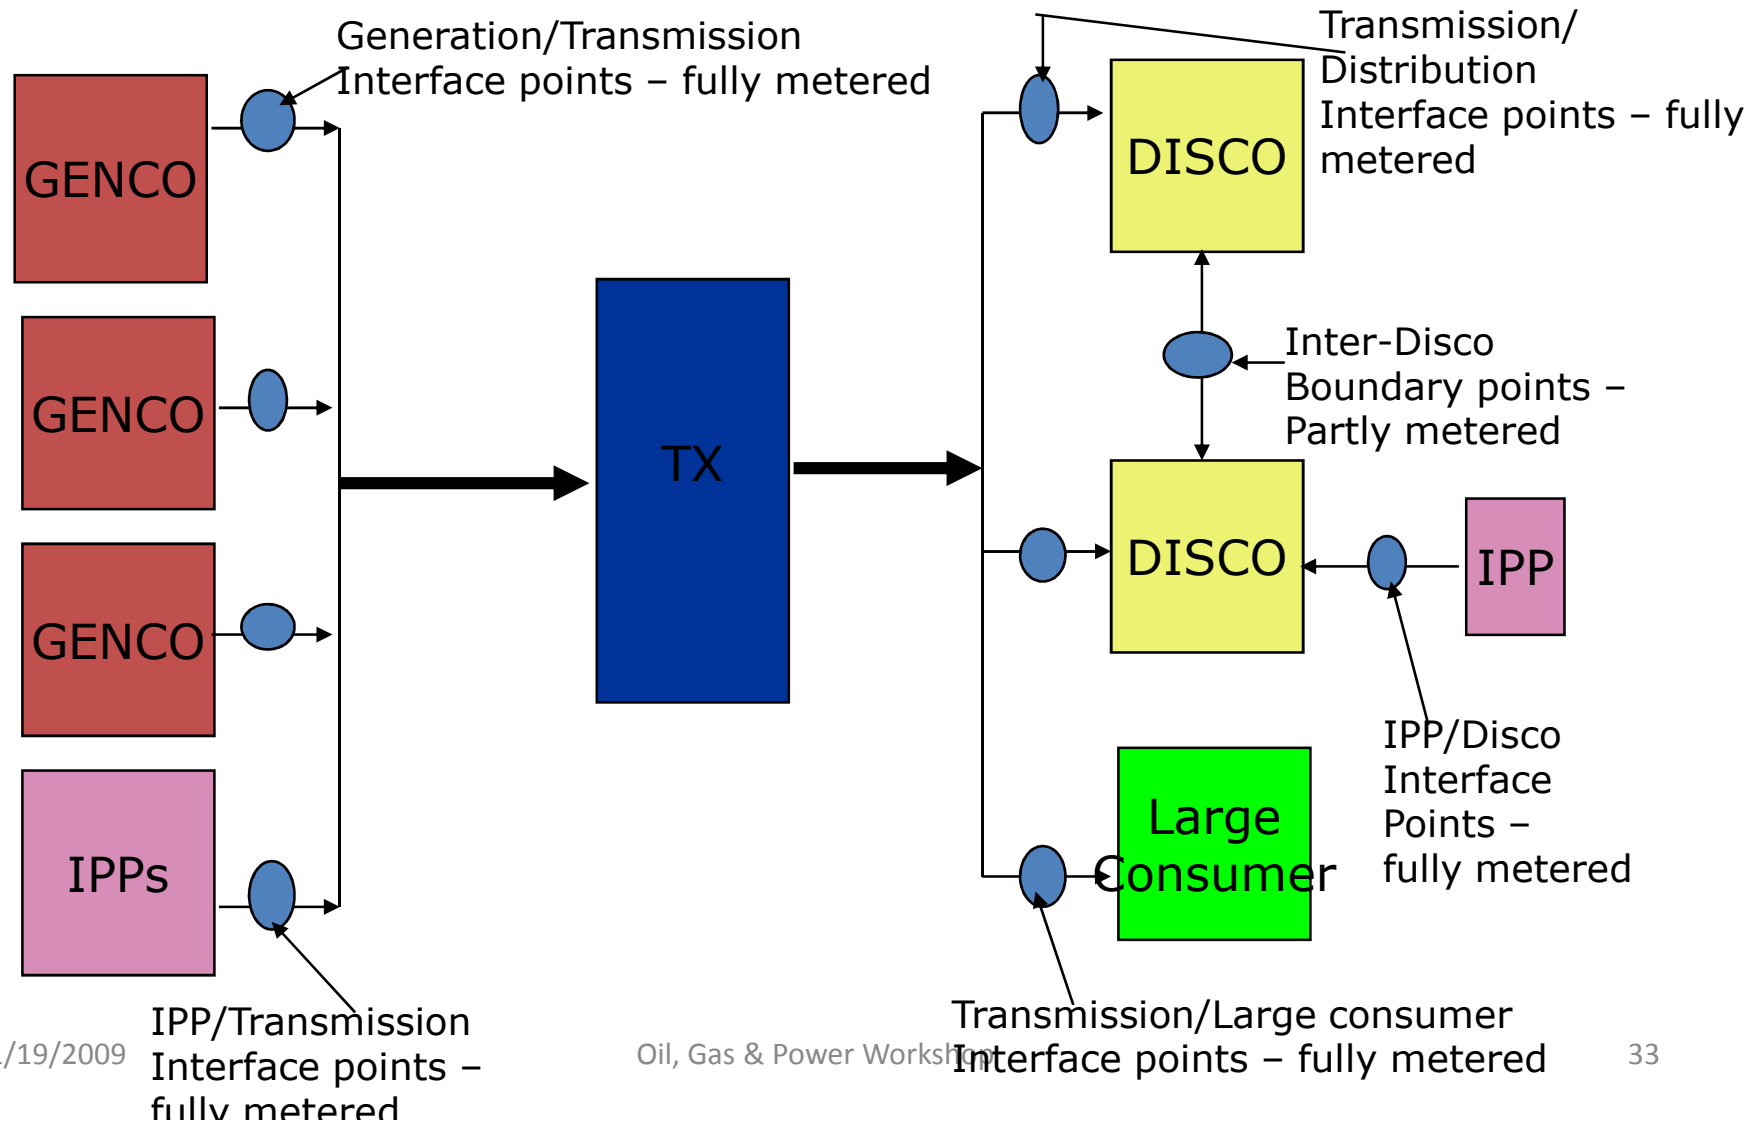 Generation/Transmission
Interface points – fully metered
Transmission/
Distribution
Interface points – fully
metered
GENCO
DISCO
GENCO
TX
Inter-Disco
Boundary points –
Partly metered
GENCO
DISCO
IPP
IPPs
Large
Consumer
IPP/Disco
Interface
Points –
fully metered
IPP/Transmission
Interface points –
fully metered
Transmission/Large consumer
Interface points – fully metered
/19/2009
Oil, Gas & Power Workshop
33